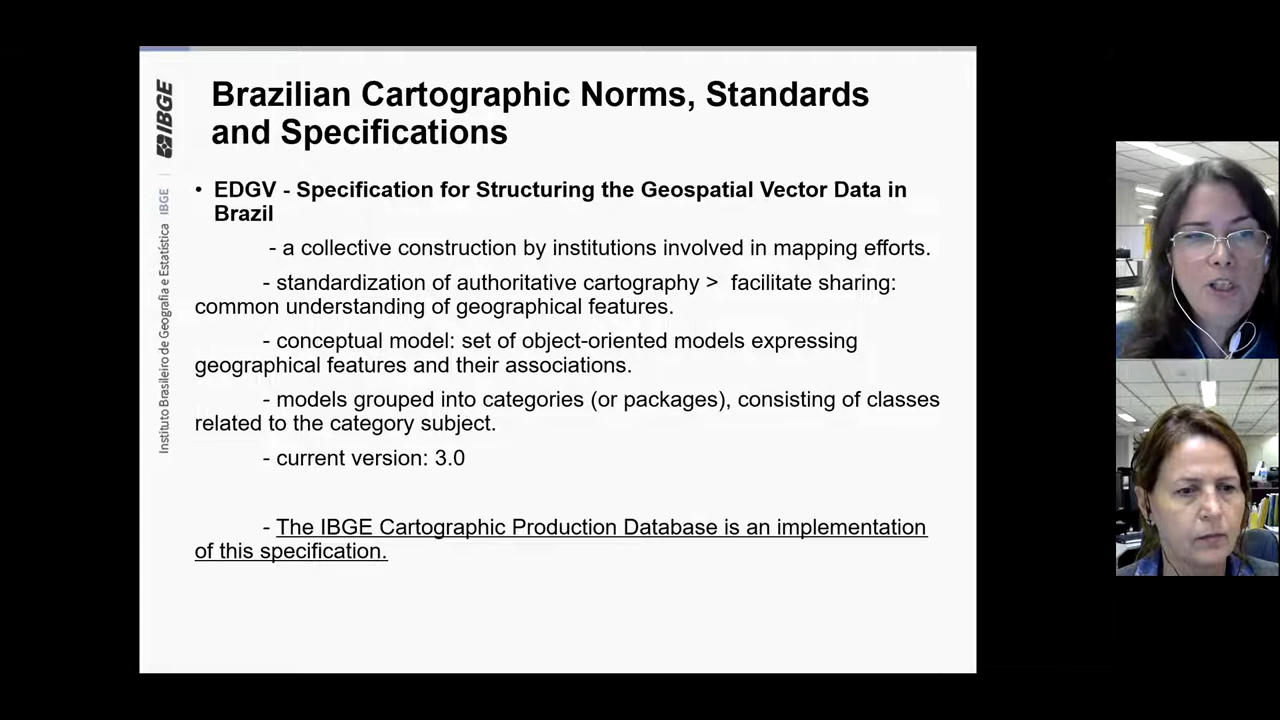 Brazilian Cartographic Norms, Standards
and Specifications
IBGE
Instituto Brasileiro de Geografia e Estatística | IBGE
• EDGV - Specification for Structuring the Geospatial Vector Data in
Brazil
- a collective construction by institutions involved in mapping efforts.
- standardization of authoritative cartography > facilitate sharing:
common understanding of geographical features.
- conceptual model: set of object-oriented models expressing
geographical features and their associations.
- models grouped into categories (or packages), consisting of classes
related to the category subject.
- current version: 3.0
- The IBGE Cartographic Production Database is an implementation
of this specification.